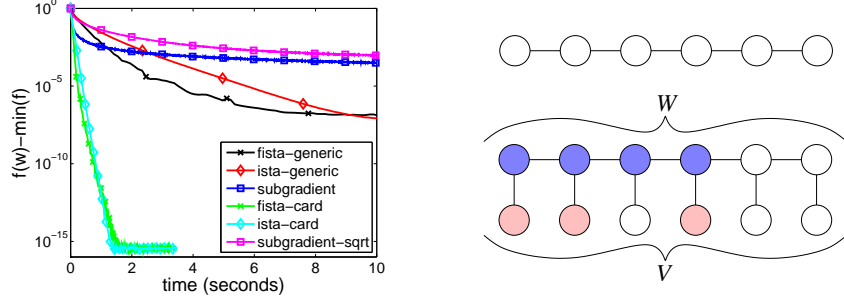 10^0
10^-5
10^-10
10^-15
f(w)−min(f)
fista−generic
ista−generic
subgradient
fista−card
ista−card
subgradient−sqrt
0 2 4 6 8 10
time (seconds)
W
V